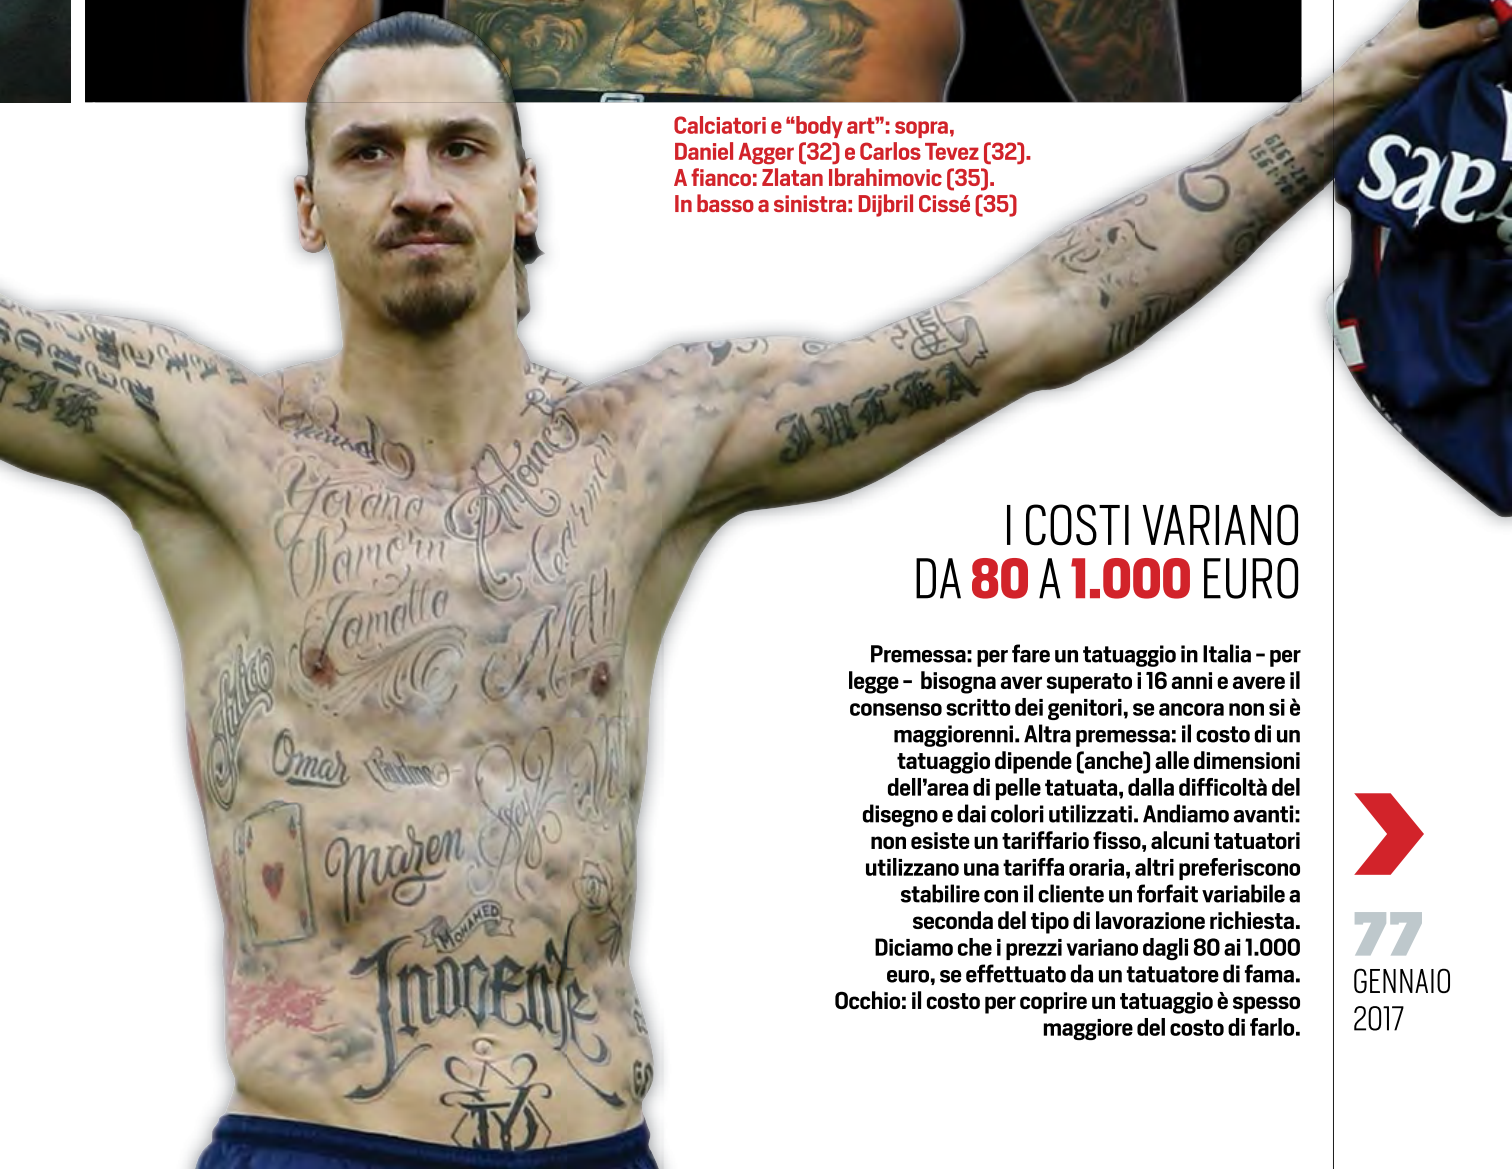 Calciatori e “body art”: sopra,
Daniel Agger (32) e Carlos Tevez (32).
A fianco: Zlatan Ibrahimovic (35).
In basso a sinistra: Dijbril Cissé (35)
I COSTI VARIANO
DA 80 A 1.000 EURO
Premessa: per fare un tatuaggio in Italia – per
legge – bisogna aver superato i 16 anni e avere il
consenso scritto dei genitori, se ancora non si è
maggiorenni. Altra premessa: il costo di un
tatuaggio dipende (anche) alle dimensioni
dell’area di pelle tatuata, dalla difficoltà del
disegno e dai colori utilizzati. Andiamo avanti:
non esiste un tariffario fisso, alcuni tatuatori
utilizzano una tariffa oraria, altri preferiscono
stabilire con il cliente un forfait variabile a
seconda del tipo di lavorazione richiesta.
Diciamo che i prezzi variano dagli 80 ai 1.000
euro, se effettuato da un tatuatore di fama.
Occhio: il costo per coprire un tatuaggio è spesso
maggiore del costo di farlo.
77
GENNAIO
2017
Antoine
Carmen
Omar
Mazen
MOHAMED
Inocente